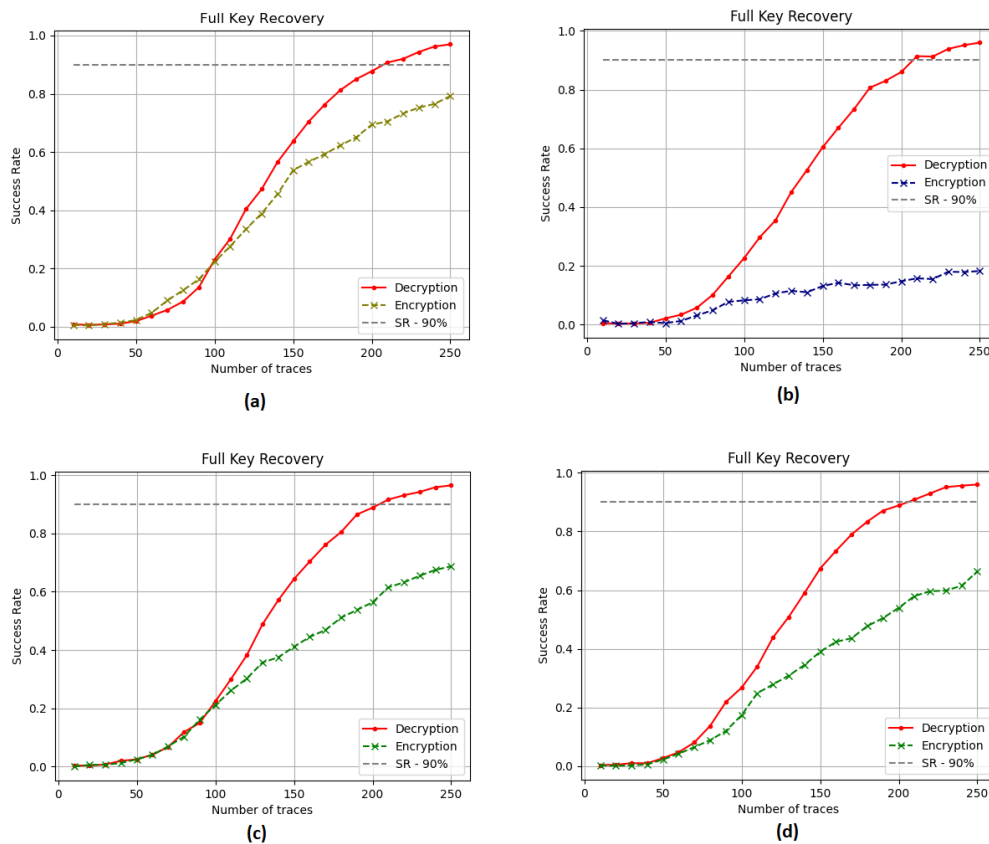 Full Key Recovery
1.0
0.8
0.6
0.4
0.2
0.0
Success Rate
Decryption
Encryption
SR - 90%
0 50 100 150 200 250
Number of traces
(a)
Full Key Recovery
1.0
0.8
0.6
0.4
0.2
0.0
Success Rate
Decryption
Encryption
SR - 90%
0 50 100 150 200 250
Number of traces
(b)
Full Key Recovery
1.0
0.8
0.6
0.4
0.2
0.0
Success Rate
Decryption
Encryption
SR - 90%
0 50 100 150 200 250
Number of traces
(c)
Full Key Recovery
1.0
0.8
0.6
0.4
0.2
0.0
Success Rate
Decryption
Encryption
SR - 90%
0 50 100 150 200 250
Number of traces
(d)